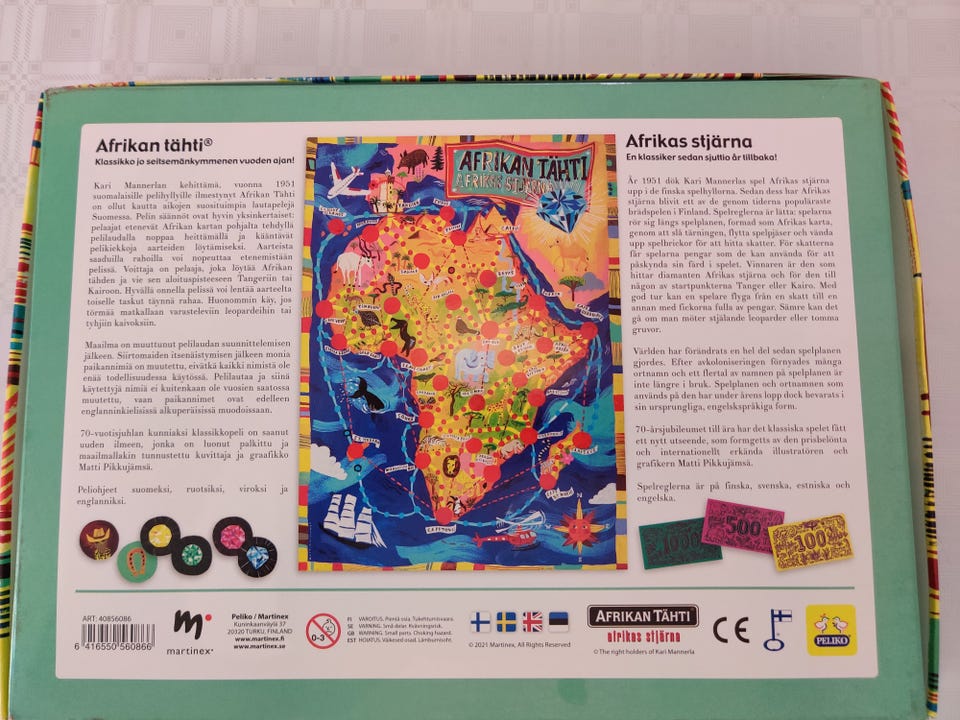 Afrikan tähti®
Klassikko jo seitsemänkymmenen vuoden ajan!
Kari Mannerlan kehittämä, vuonna 1951
suomalaisille pelihyllyille ilmestynyt Afrikan Tähti
on ollut kautta aikojen suosituimpia lautapelejä
Suomessa. Pelin säännöt ovat hyvin yksinkertaiset:
pelaajat etenevät Afrikan kartan pohjalta tehdyllä
pelilaudalla noppaa heittämällä ja kääntävät
pelikiekkoja aarteiden löytämiseksi. Aarteista
saaduilla rahoilla voi nopeuttaa etenemistään
pelissä. Voittaja on pelaaja, joka löytää Afrikan
tähden ja vie sen aloituspisteeseen Tangeriin tai
Kairoon. Hyvällä onnella pelissä voi lentää aarteelta
toiselle taskut täynnä rahaa. Huonommin käy, jos
törmää matkallaan varasteleviin leopardeihin tai
tyhjiin kaivoksiin.
Maailma on muuttunut pelilaudan suunnittelemisen
jälkeen. Siirtomaiden itsenäistymisen jälkeen monia
paikannimiä on muutettu, eivätkä kaikki nimistä ole
enää todellisuudessa käytössä. Pelilautaa ja siinä
käytettyjä nimiä ei kuitenkaan ole vuosien saatossa
muutettu, vaan paikannimet ovat edelleen
englanninkielisissä alkuperäisissä muodoissaan.
70-vuotisjuhlan kunniaksi klassikkopeli on saanut
uuden ilmeen, jonka on luonut palkittu ja
maailmallakin tunnustettu kuvittaja ja graafikko
Matti Pikkujämsä.
Peliohjeet suomeksi, ruotsiksi, viroksi ja
englanniksi.
AFRIKAN TÄHTI
AFRIKAS STJÄRNA
Afrikas stjärna
En klassiker sedan sjuttio år tillbaka!
År 1951 dök Kari Mannerlas spel Afrikas stjärna
upp i de finska spelhyllorna. Sedan dess har Afrikas
stjärna blivit ett av de genom tiderna populäraste
brädspelen i Finland. Spelreglerna är lätta: spelarna
rör sig längs spelplanen, formad som Afrikas karta,
genom att slå tärningen, flytta spelpjäser och vända
upp spelbrickor för att hitta skatter. För skatterna
får spelarna pengar som de kan använda för att
påskynda sin färd i spelet. Vinnaren är den som
hittar diamanten Afrikas stjärna och för den till
någon av startpunkterna Tanger eller Kairo. Med
god tur kan en spelare flyga från en skatt till en
annan med fickorna fulla av pengar. Sämre kan det
gå om man möter stjälande leoparder eller tomma
gruvor.
Världen har förändrats en hel del sedan spelplanen
gjordes. Efter avkoloniseringen förnyades många
ortnamn och ett flertal av namnen på spelplanen är
inte längre i bruk. Spelplanen och ortnamnen som
används på den har under årens lopp dock bevarats i
sin ursprungliga, engelskspråkiga form.
70-årsjubileumet till ära har det klassiska spelet fått
ett nytt utseende, som formgetts av den prisbelönta
och internationellt erkända illustratören och
grafikern Matti Pikkujämsä.
Spelreglerna är på finska, svenska, estniska och
engelska.
1000
500
100
ART: 40856086
6 416550 560866
martinex®
Peliko / Martinex
Kuninkaanväylä 37
20320 TURKU, FINLAND
www.martinex.fi
www.martinex.se
0-3
FI VAROITUS. Pieniä osia. Tukehtumisvaara.
SE VARNING. Små delar. Kvävningsrisk.
GB WARNING. Small parts. Choking hazard.
EST HOIATUS. Väikesed osad. Lämbumisoht.
© 2021 Martinex, All Rights Reserved
AFRIKAN TÄHTI
afrikas stjärna
© The right holders of Kari Mannerla
CE
PELIKO